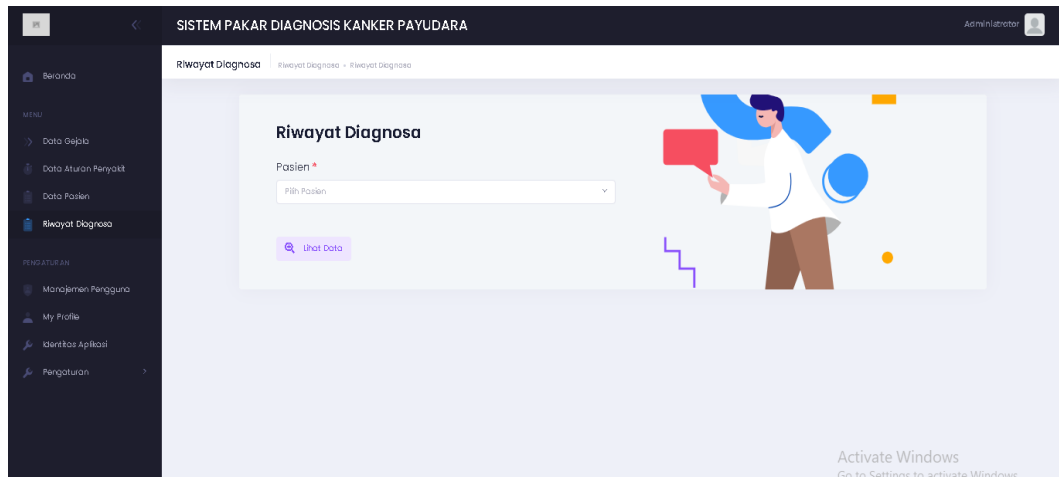 SISTEM PAKAR DIAGNOSIS KANKER PAYUDARA
Administrator
Riwayat Diagnosa
Riwayat Diagnosa • Riwayat Diagnosa
Beranda
MENU
Data Gejala
Data Aturan Penyakit
Data Pasien
Riwayat Diagnosa
PENGATURAN
Manajemen Pengguna
My Profile
Identitas Aplikasi
Pengaturan
Riwayat Diagnosa
Pasien *
Pilih Pasien
Lihat Data
Activate Windows
Go to Settings to activate Windows.